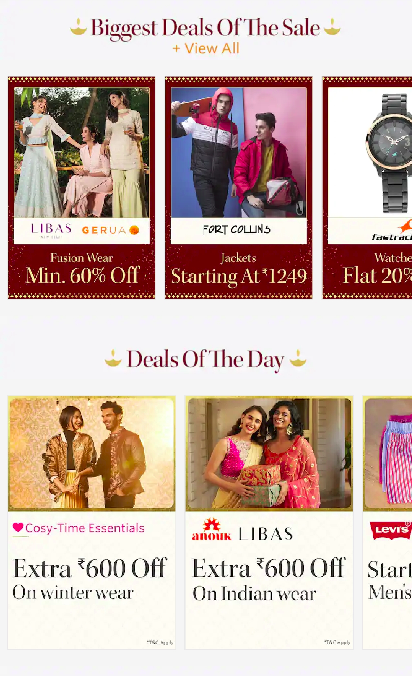 Biggest Deals Of The Sale
+ View All
LIBAS
GERUA
FORT COLLINS
fastrack
Fusion Wear
Min. 60% Off
Jackets
Starting At ₹1249
Watche
Flat 20%
Deals Of The Day
Cosy-Time Essentials
Extra ₹600 Off
On winter wear
anouk LIBAS
Extra ₹600 Off
On Indian wear
LEVI'S
Start
Men's
*T&C Apply
*T&C Apply